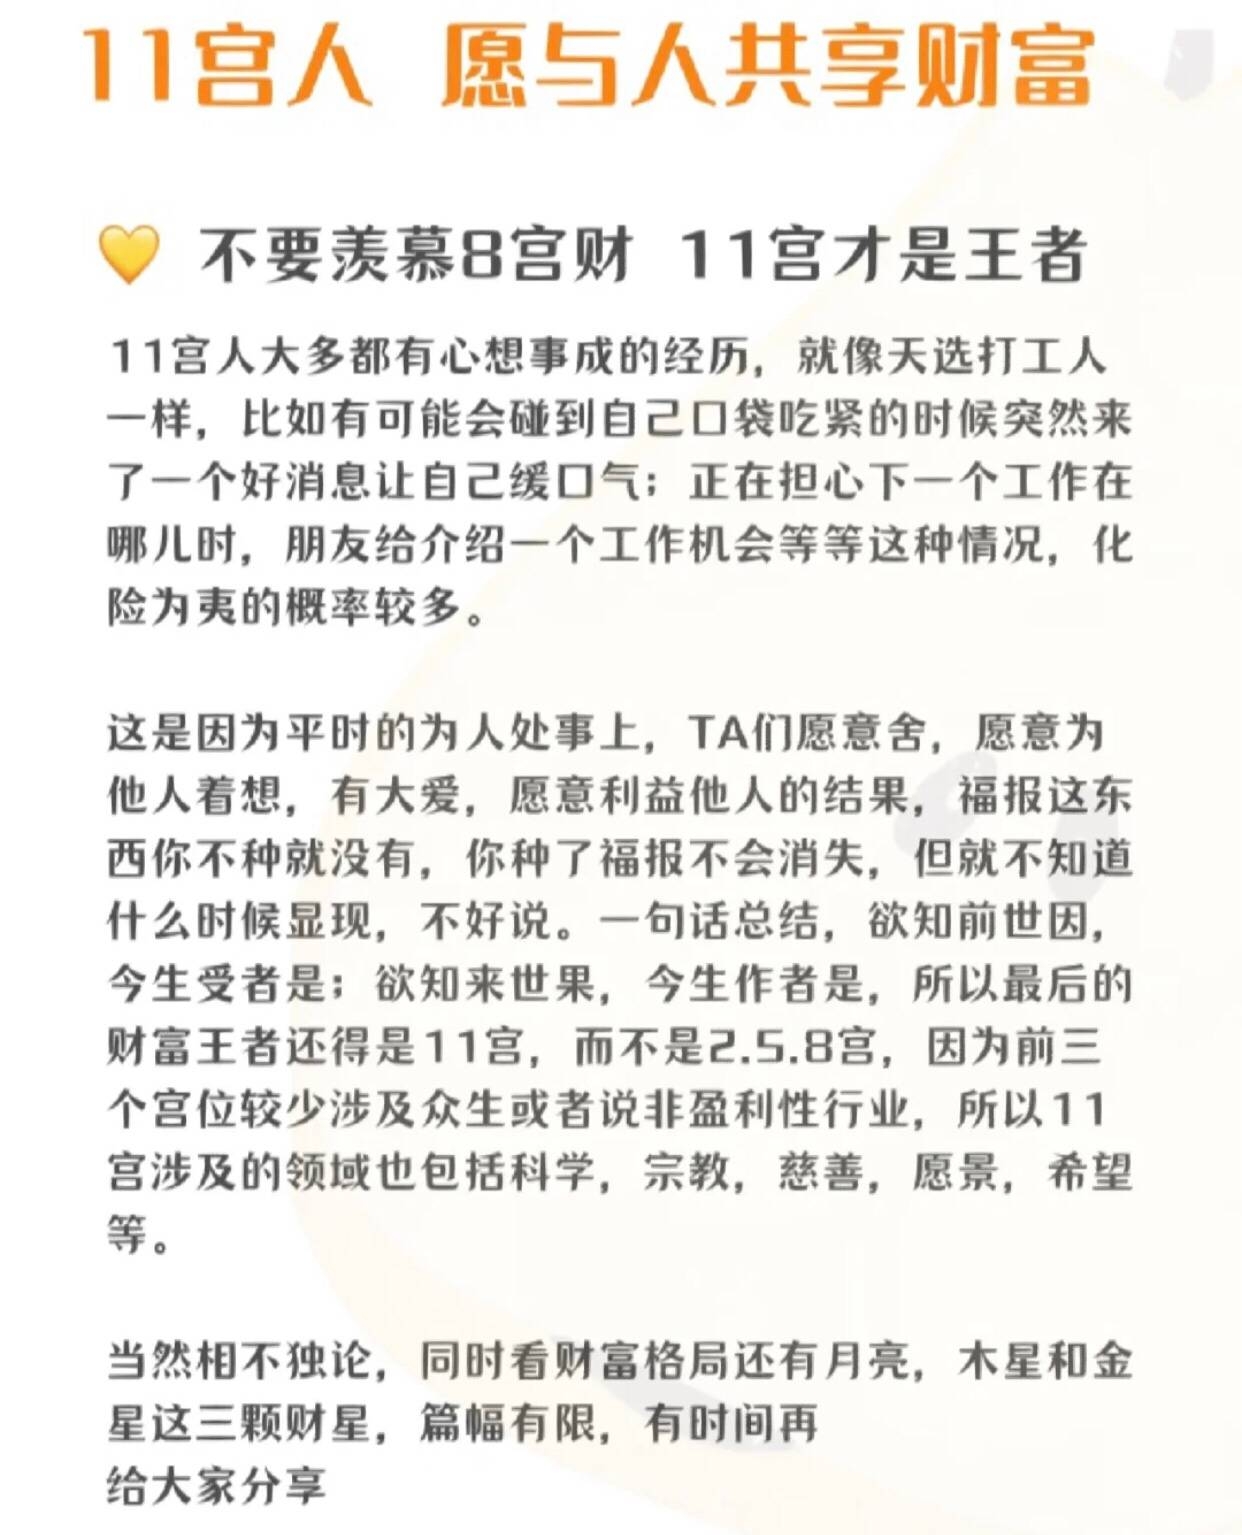 11宫人 愿与人共享财富
💛 不要羡慕8宫财 11宫才是王者
11宫人大多都有心想事成的经历，就像天选打工人
一样，比如有可能会碰到自己口袋吃紧的时候突然来
了一个好消息让自己缓口气；正在担心下一个工作在
哪儿时，朋友给介绍一个工作机会等等这种情况，化
险为夷的概率较多。
这是因为平时的为人处事上，TA们愿意舍，愿意为
他人着想，有大爱，愿意利益他人的结果，福报这东
西你不种就没有，你种了福报不会消失，但就不知道
什么时候显现，不好说。一句话总结，欲知前世因，
今生受者是；欲知来世果，今生作者是，所以最后的
财富王者还得是11宫，而不是2.5.8宫，因为前三
个宫位较少涉及众生或者说非盈利性行业，所以11
宫涉及的领域也包括科学，宗教，慈善，愿景，希望
等。
当然相不独论，同时看财富格局还有月亮，木星和金
星这三颗财星，篇幅有限，有时间再
给大家分享